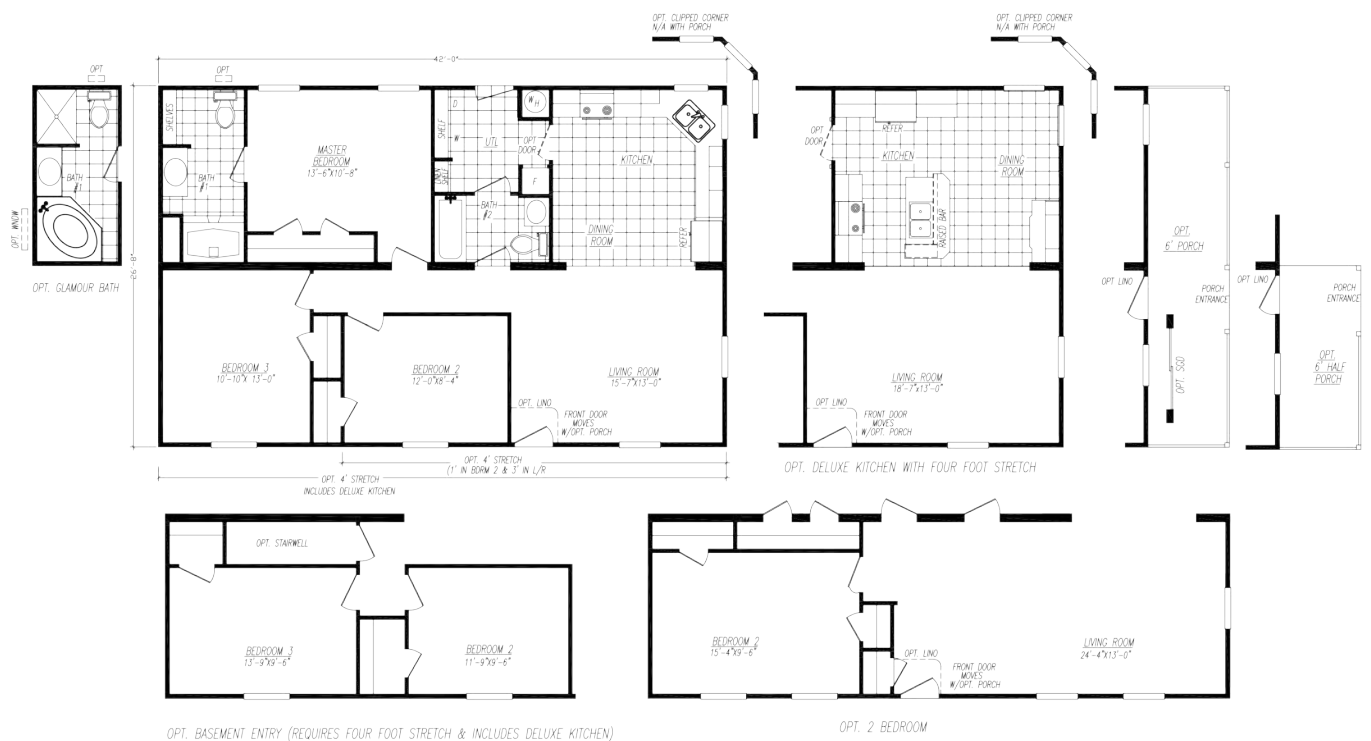 OPT. CLIPPED CORNER
N/A WITH PORCH
OPT. CLIPPED CORNER
N/A WITH PORCH
42'-0"
OPT
OPT
SHELVES
BATH
#1
OPT. WNDW
OPT. GLAMOUR BATH
26'-8"
BATH
#1
MASTER
BEDROOM
13'-6"X10'-8"
D
SHELF
W
LINEN
SHELF
UTL
W H
OPT
DOOR
F
BATH
#2
KITCHEN
DINING
ROOM
REFER
BEDROOM 3
10'-10"X 13'-0"
BEDROOM 2
12'-0"X8'-4"
LIVING ROOM
15'-7"X13'-0"
OPT. LINO
FRONT DOOR
MOVES
W/OPT. PORCH
OPT. 4' STRETCH
(1' IN BDRM 2 & 3' IN L/R
OPT. 4' STRETCH
INCLUDES DELUXE KITCHEN
OPT
DOOR
REFER
KITCHEN
DINING
ROOM
RAISED BAR
LIVING ROOM
18'-7"X13'-0"
OPT LINO
FRONT DOOR
MOVES
W/OPT. PORCH
OPT. DELUXE KITCHEN WITH FOUR FOOT STRETCH
OPT.
6' PORCH
OPT LINO
PORCH
ENTRANCE
OPT. SGD
OPT LINO
PORCH
ENTRANCE
OPT.
6' HALF
PORCH
OPT. STAIRWELL
BEDROOM 3
13'-9"X9'-6"
BEDROOM 2
11'-9"X9'-6"
OPT. BASEMENT ENTRY (REQUIRES FOUR FOOT STRETCH & INCLUDES DELUXE KITCHEN)
BEDROOM 2
15'-4"X9'-6"
OPT. LINO
FRONT DOOR
MOVES
W/OPT. PORCH
LIVING ROOM
24'-4"X13'-0"
OPT. 2 BEDROOM